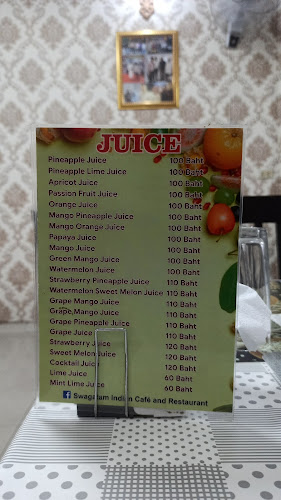 JUICE
Pineapple Juice 100 Baht
Pineapple Lime Juice 100 Baht
Apricot Juice 100 Baht
Passion Fruit Juice 100 Baht
Orange Juice 100 Baht
Mango Pineapple Juice 100 Baht
Mango Orange Juice 100 Baht
Papaya Juice 100 Baht
Mango Juice 100 Baht
Green Mango Juice 100 Baht
Watermelon Juice 100 Baht
Strawberry Pineapple Juice 110 Baht
Watermelon Sweet Melon Juice 110 Baht
Grape Mango Juice 110 Baht
Grape,Mango Juice 110 Baht
Grape Pineapple Juice 110 Baht
Grape Juice 110 Baht
Strawberry Juice 120 Baht
Sweet Melon Juice 120 Baht
Cocktail Juice 120 Baht
Lime Juice 60 Baht
Mint Lime Juice 60 Baht
f Swagatam Indian Café and Restaurant